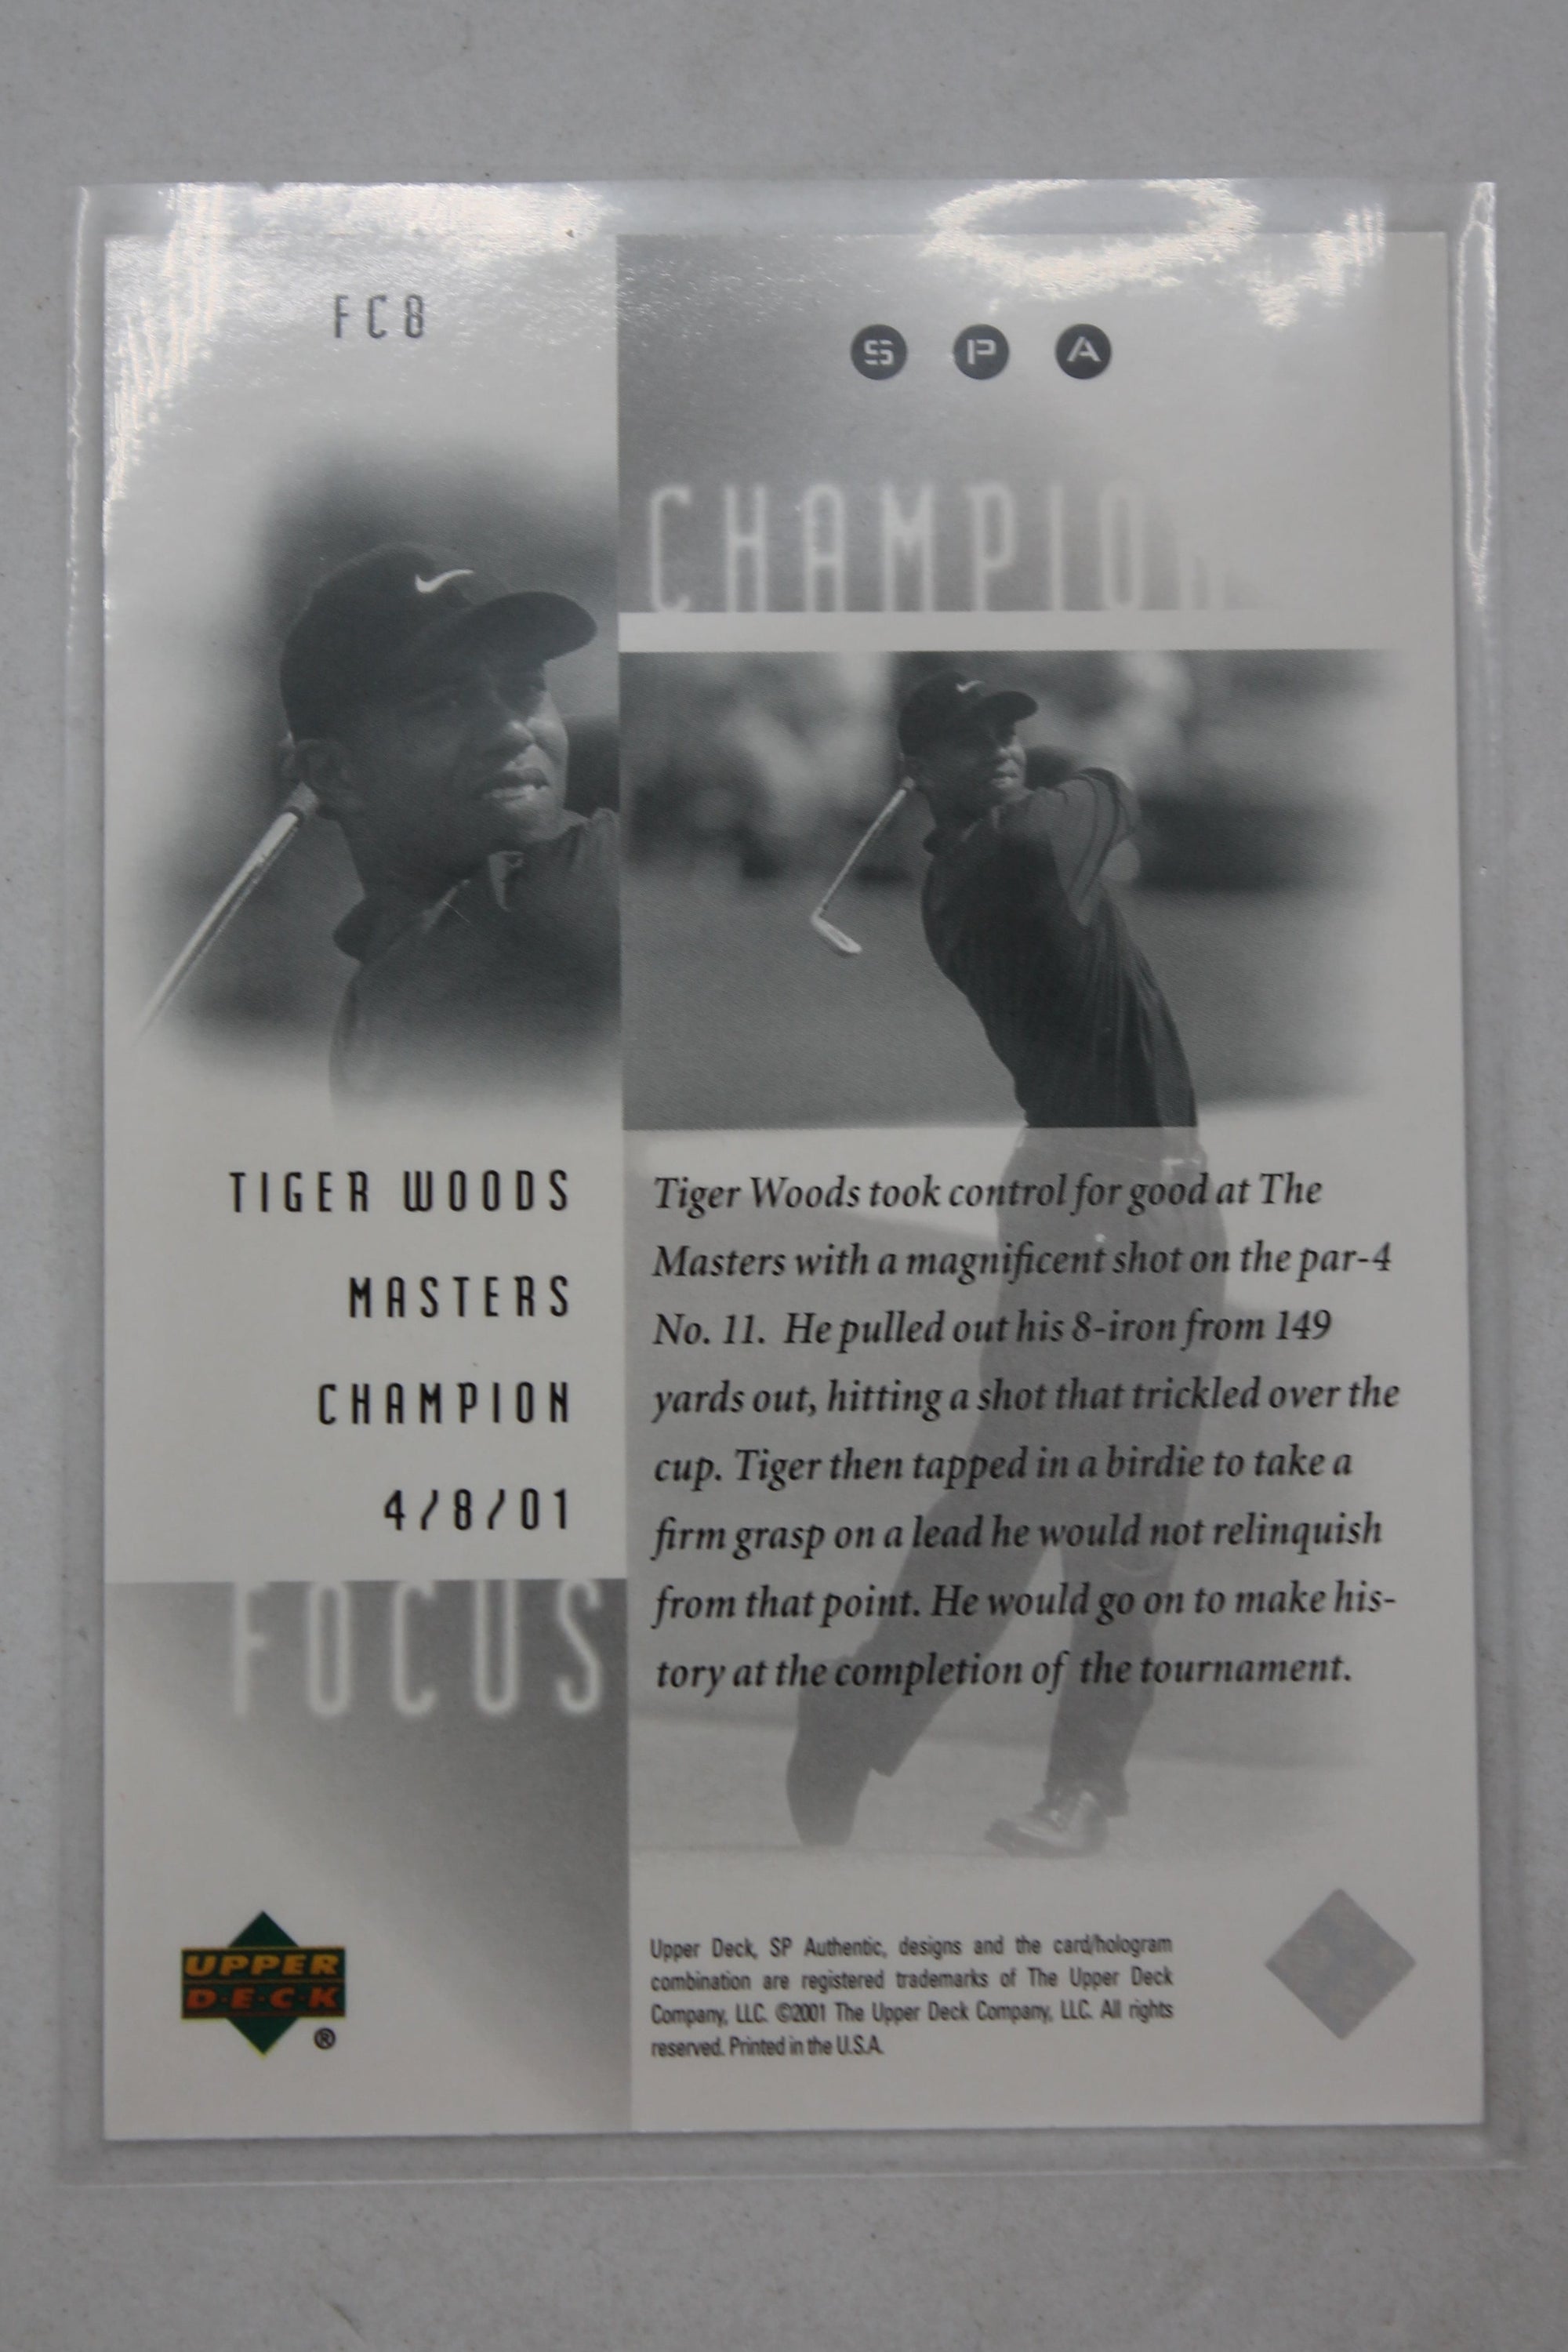 FC8
S P A
CHAMPION
TIGER WOODS
MASTERS
CHAMPION
4/8/01
FOCUS
Tiger Woods took control for good at The
Masters with a magnificent shot on the par-4
No. 11. He pulled out his 8-iron from 149
yards out, hitting a shot that trickled over the
cup. Tiger then tapped in a birdie to take a
firm grasp on a lead he would not relinquish
from that point. He would go on to make his-
tory at the completion of the tournament.
UPPER
D·E·C·K
®
Upper Deck, SP Authentic, designs and the card/hologram
combination are registered trademarks of The Upper Deck
Company, LLC. ©2001 The Upper Deck Company, LLC. All rights
reserved. Printed in the U.S.A.